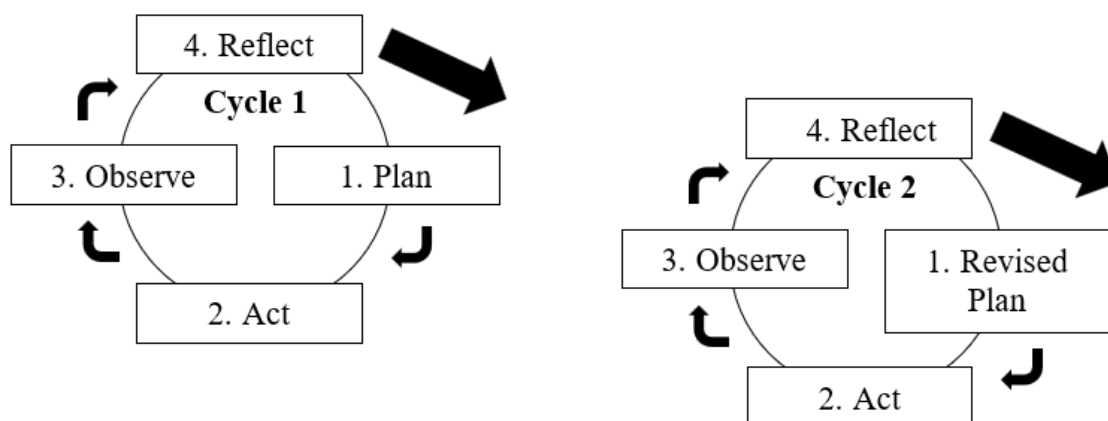 4. Reflect
Cycle 1
3. Observe
1. Plan
2. Act
4. Reflect
Cycle 2
3. Observe
1. Revised
Plan
2. Act